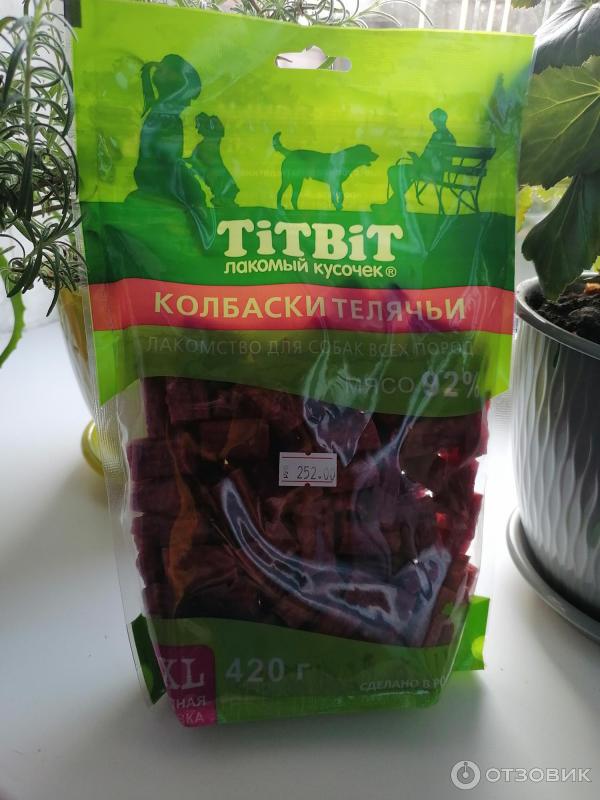 TiTBiT
лакомый кусочек®
КОЛБАСКИ ТЕЛЯЧЬИ
ЛАКОМСТВО ДЛЯ СОБАК ВСЕХ ПОРОД
МЯСО 92%
252.00
XL
420 г
СДЕЛАНО В
ОТЗОВИК